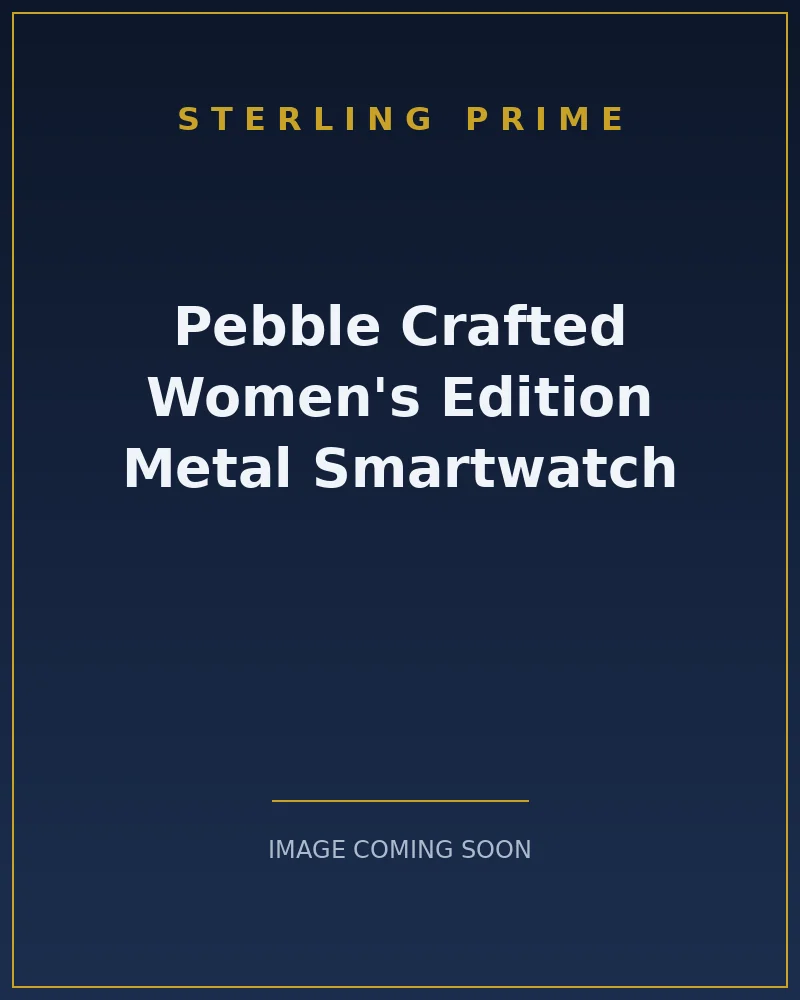 STERLING PRIME
Pebble Crafted
Women's Edition
Metal Smartwatch
IMAGE COMING SOON